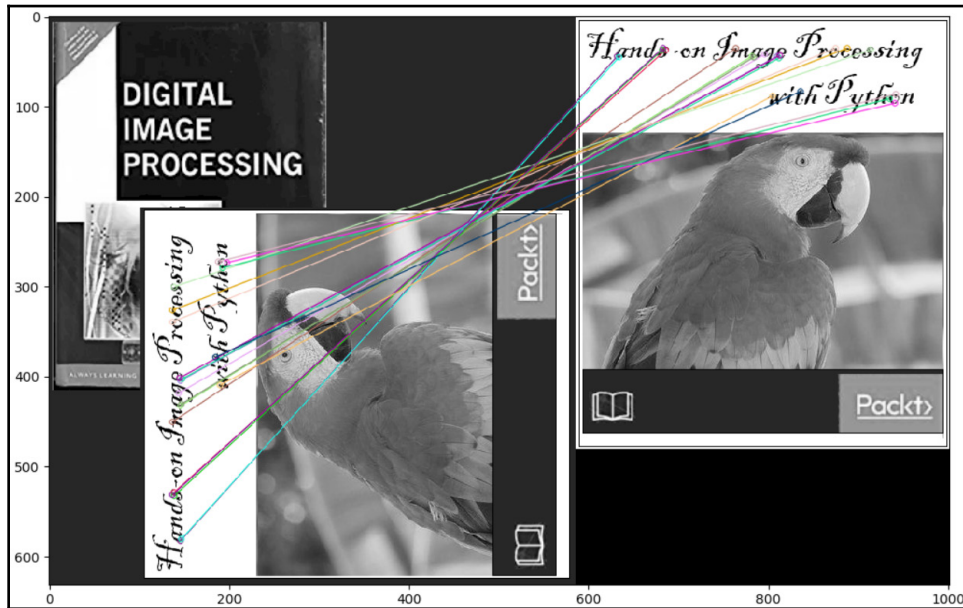 0
100
200
300
400
500
600
0
200
400
600
800
1000
DIGITAL
IMAGE
PROCESSING
ALWAYS LEARNING
Hands-on Image Processing
with Python
Packt>
Hands-on Image Processing
with Python
Packt>